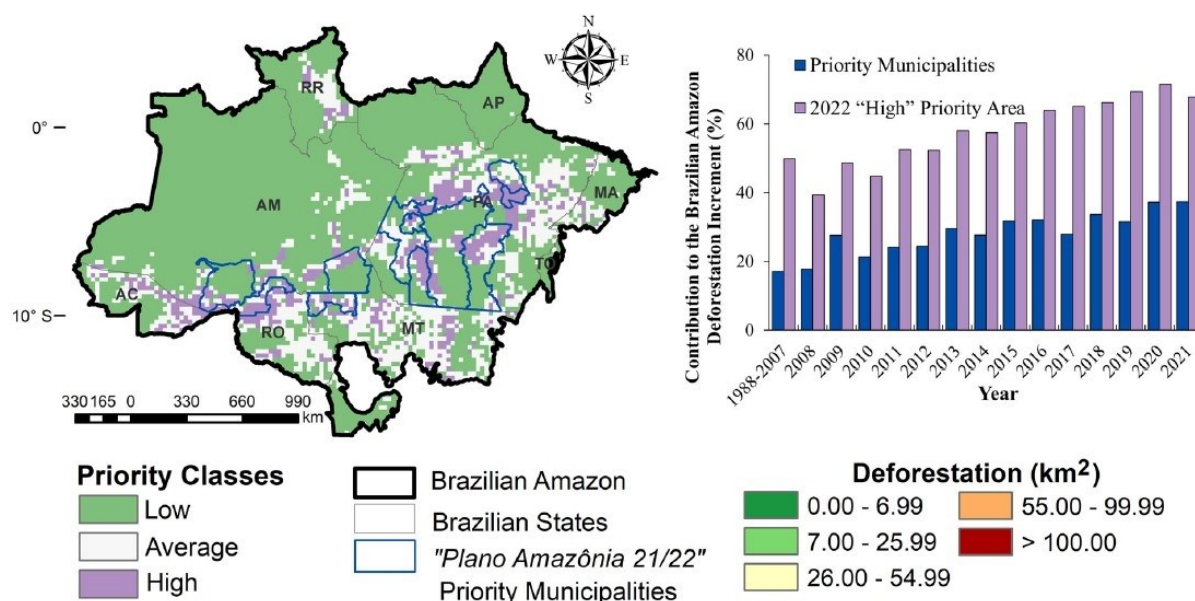 N
W E
S
RR
AP
0°
AM
PA
MA
TO
AC
10° S
RO
MT
330 165 0 330 660 990
km
80
60
40
20
0
Contribution to the Brazilian Amazon
Deforestation Increment (%)
Priority Municipalities
2022 “High” Priority Area
1988-2007
2008
2009
2010
2011
2012
2013
2014
2015
2016
2017
2018
2019
2020
2021
Year
Priority Classes
Low
Average
High
Brazilian Amazon
Brazilian States
"Plano Amazônia 21/22"
Priority Municipalities
Deforestation (km²)
0.00 - 6.99
7.00 - 25.99
26.00 - 54.99
55.00 - 99.99
> 100.00